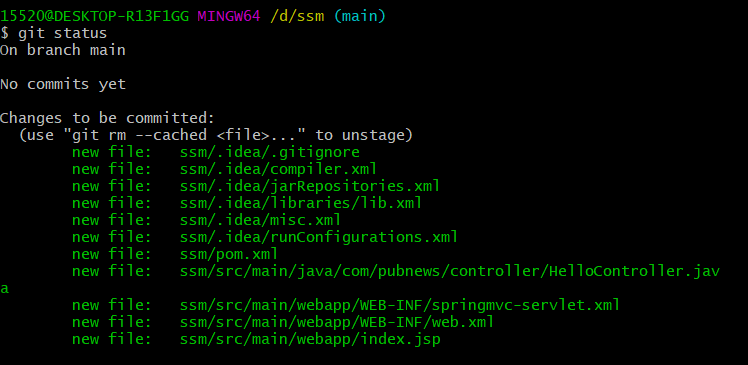 15520@DESKTOP-R13F1GG MINGW64 /d/ssm (main)
$ git status
On branch main
No commits yet
Changes to be committed:
  (use "git rm --cached <file>..." to unstage)
        new file:   ssm/.idea/.gitignore
        new file:   ssm/.idea/compiler.xml
        new file:   ssm/.idea/jarRepositories.xml
        new file:   ssm/.idea/libraries/lib.xml
        new file:   ssm/.idea/misc.xml
        new file:   ssm/.idea/runConfigurations.xml
        new file:   ssm/pom.xml
        new file:   ssm/src/main/java/com/pubnews/controller/HelloController.jav
a
        new file:   ssm/src/main/webapp/WEB-INF/springmvc-servlet.xml
        new file:   ssm/src/main/webapp/WEB-INF/web.xml
        new file:   ssm/src/main/webapp/index.jsp